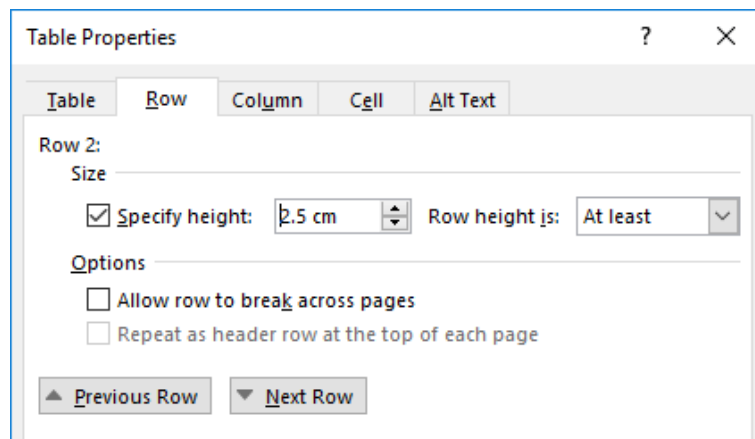 Table Properties ?
Table Row Column Cell Alt Text
Row 2:
Size
Specify height: 2.5 cm Row height is: At least
Options
Allow row to break across pages
Repeat as header row at the top of each page
Previous Row Next Row